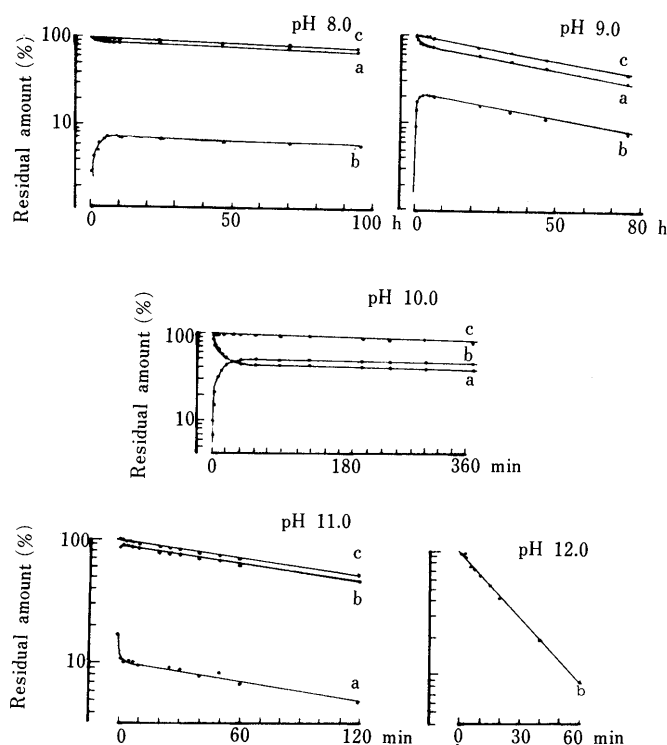 pH 8.0
Residual amount (%)
100
10
c
a
b
0
50
100
h
pH 9.0
c
a
b
0
40
80
h
pH 10.0
Residual amount (%)
100
10
c
b
a
0
180
360
min
pH 11.0
Residual amount (%)
100
10
c
b
a
0
60
120
min
pH 12.0
b
0
30
60
min